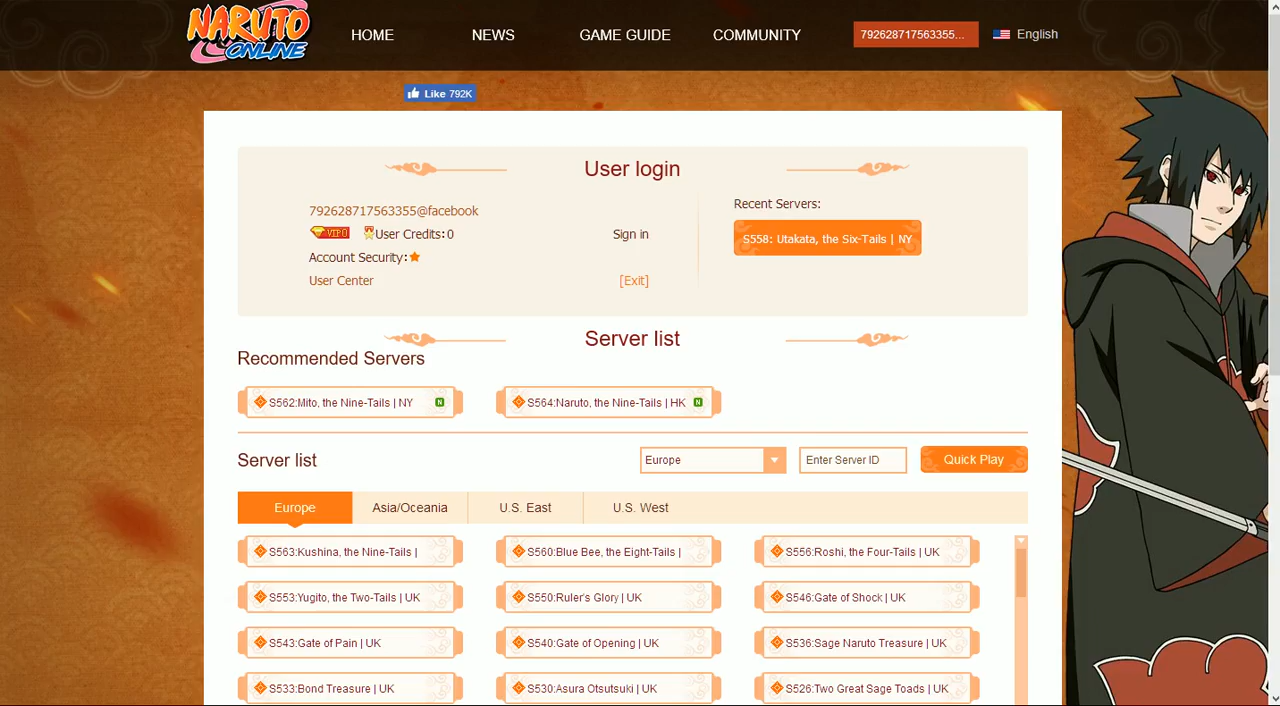 NARUTO
ONLINE
HOME
NEWS
GAME GUIDE
COMMUNITY
792628717563355...
English
Like 792K
User login
792628717563355@facebook
VIP0
User Credits:0
Sign in
Account Security:
User Center
[Exit]
Recent Servers:
S558: Utakata, the Six-Tails | NY
Server list
Recommended Servers
S562:Mito, the Nine-Tails | NY N
S564:Naruto, the Nine-Tails | HK N
Server list
Europe
Enter Server ID
Quick Play
Europe
Asia/Oceania
U.S. East
U.S. West
S563:Kushina, the Nine-Tails |
S560:Blue Bee, the Eight-Tails |
S556:Roshi, the Four-Tails | UK
S553:Yugito, the Two-Tails | UK
S550:Ruler's Glory | UK
S546:Gate of Shock | UK
S543:Gate of Pain | UK
S540:Gate of Opening | UK
S536:Sage Naruto Treasure | UK
S533:Bond Treasure | UK
S530:Asura Otsutsuki | UK
S526:Two Great Sage Toads | UK